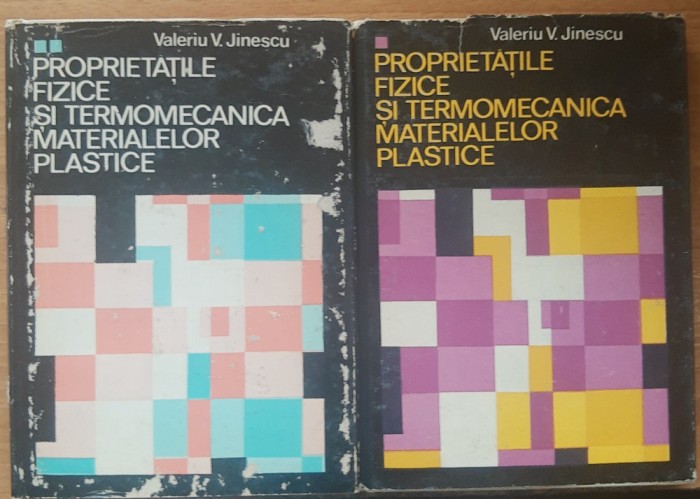 Valeriu V. Jinescu
PROPRIETĂȚILE
FIZICE
ȘI TERMOMECANICA
MATERIALELOR
PLASTICE
Valeriu V. Jinescu
PROPRIETĂȚILE
FIZICE
ȘI TERMOMECANICA
MATERIALELOR
PLASTICE